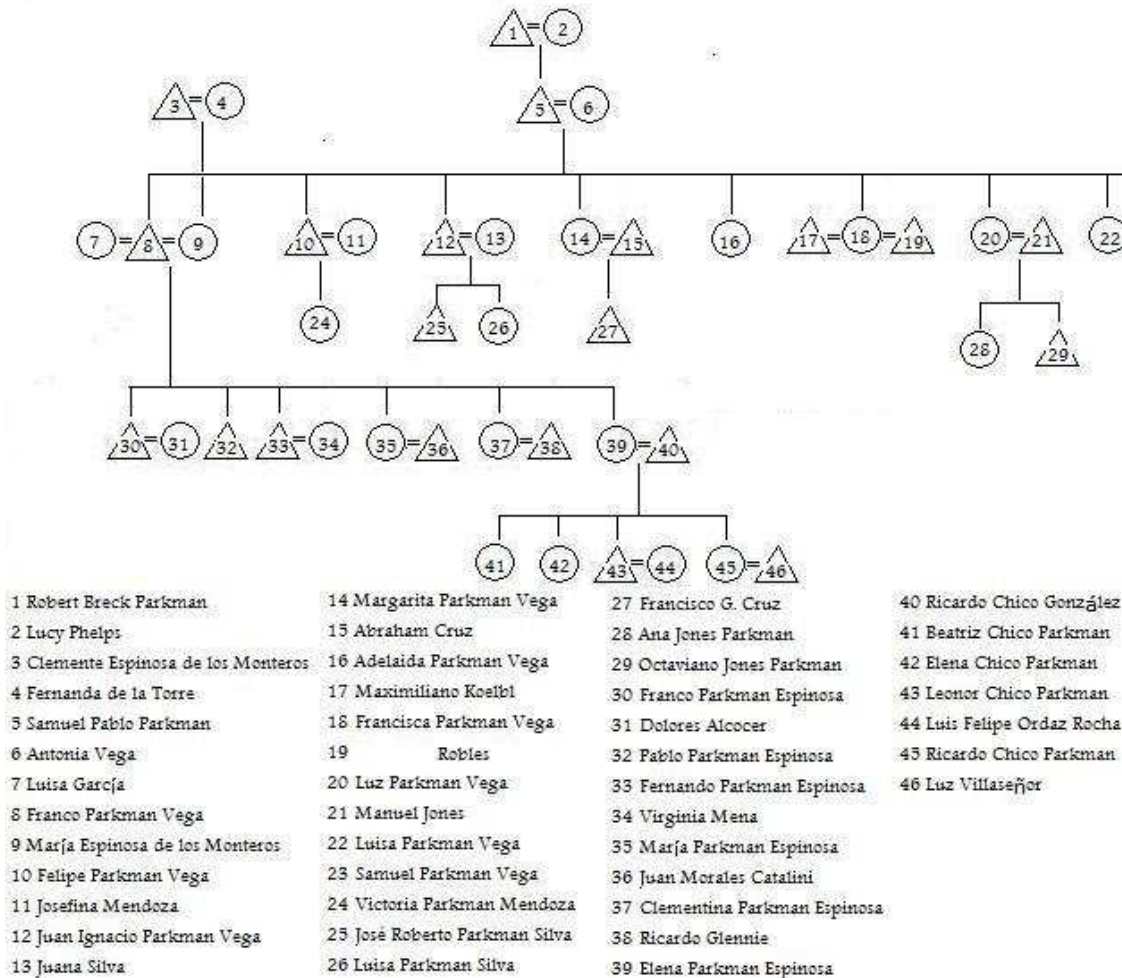 1 = 2
3 = 4
5 = 6
7 = 8 = 9
10 = 11
12 = 13
14 = 15
16
17 = 18 = 19
20 = 21
22
24
25
26
27
28
29
30 = 31
32
33 = 34
35 = 36
37 = 38
39 = 40
41
42
43 = 44
45 = 46
1 Robert Breck Parkman
2 Lucy Phelps
3 Clemente Espinosa de los Monteros
4 Fernanda de la Torre
5 Samuel Pablo Parkman
6 Antonia Vega
7 Luisa García
8 Franco Parkman Vega
9 María Espinosa de los Monteros
10 Felipe Parkman Vega
11 Josefina Mendoza
12 Juan Ignacio Parkman Vega
13 Juana Silva
14 Margarita Parkman Vega
15 Abraham Cruz
16 Adelaida Parkman Vega
17 Maximiliano Koelbl
18 Francisca Parkman Vega
19 Robles
20 Luz Parkman Vega
21 Manuel Jones
22 Luisa Parkman Vega
23 Samuel Parkman Vega
24 Victoria Parkman Mendoza
25 José Roberto Parkman Silva
26 Luisa Parkman Silva
27 Francisco G. Cruz
28 Ana Jones Parkman
29 Octaviano Jones Parkman
30 Franco Parkman Espinosa
31 Dolores Alcocer
32 Pablo Parkman Espinosa
33 Fernando Parkman Espinosa
34 Virginia Mena
35 María Parkman Espinosa
36 Juan Morales Catalini
37 Clementina Parkman Espinosa
38 Ricardo Glennie
39 Elena Parkman Espinosa
40 Ricardo Chico González
41 Beatriz Chico Parkman
42 Elena Chico Parkman
43 Leonor Chico Parkman
44 Luis Felipe Ordaz Rocha
45 Ricardo Chico Parkman
46 Luz Villaseñor